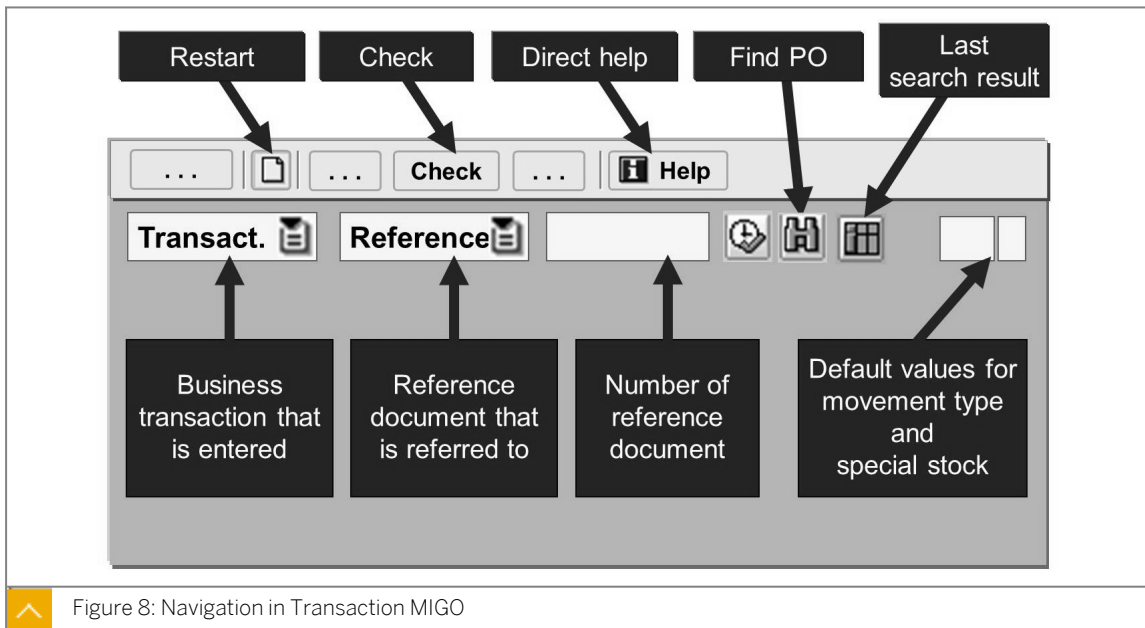 Restart
Check
Direct help
Find PO
Last
search result
...
...
Check
...
Help
Transact.
Reference
Business
transaction that
is entered
Reference
document that
is referred to
Number of
reference
document
Default values for
movement type
and
special stock
Figure 8: Navigation in Transaction MIGO